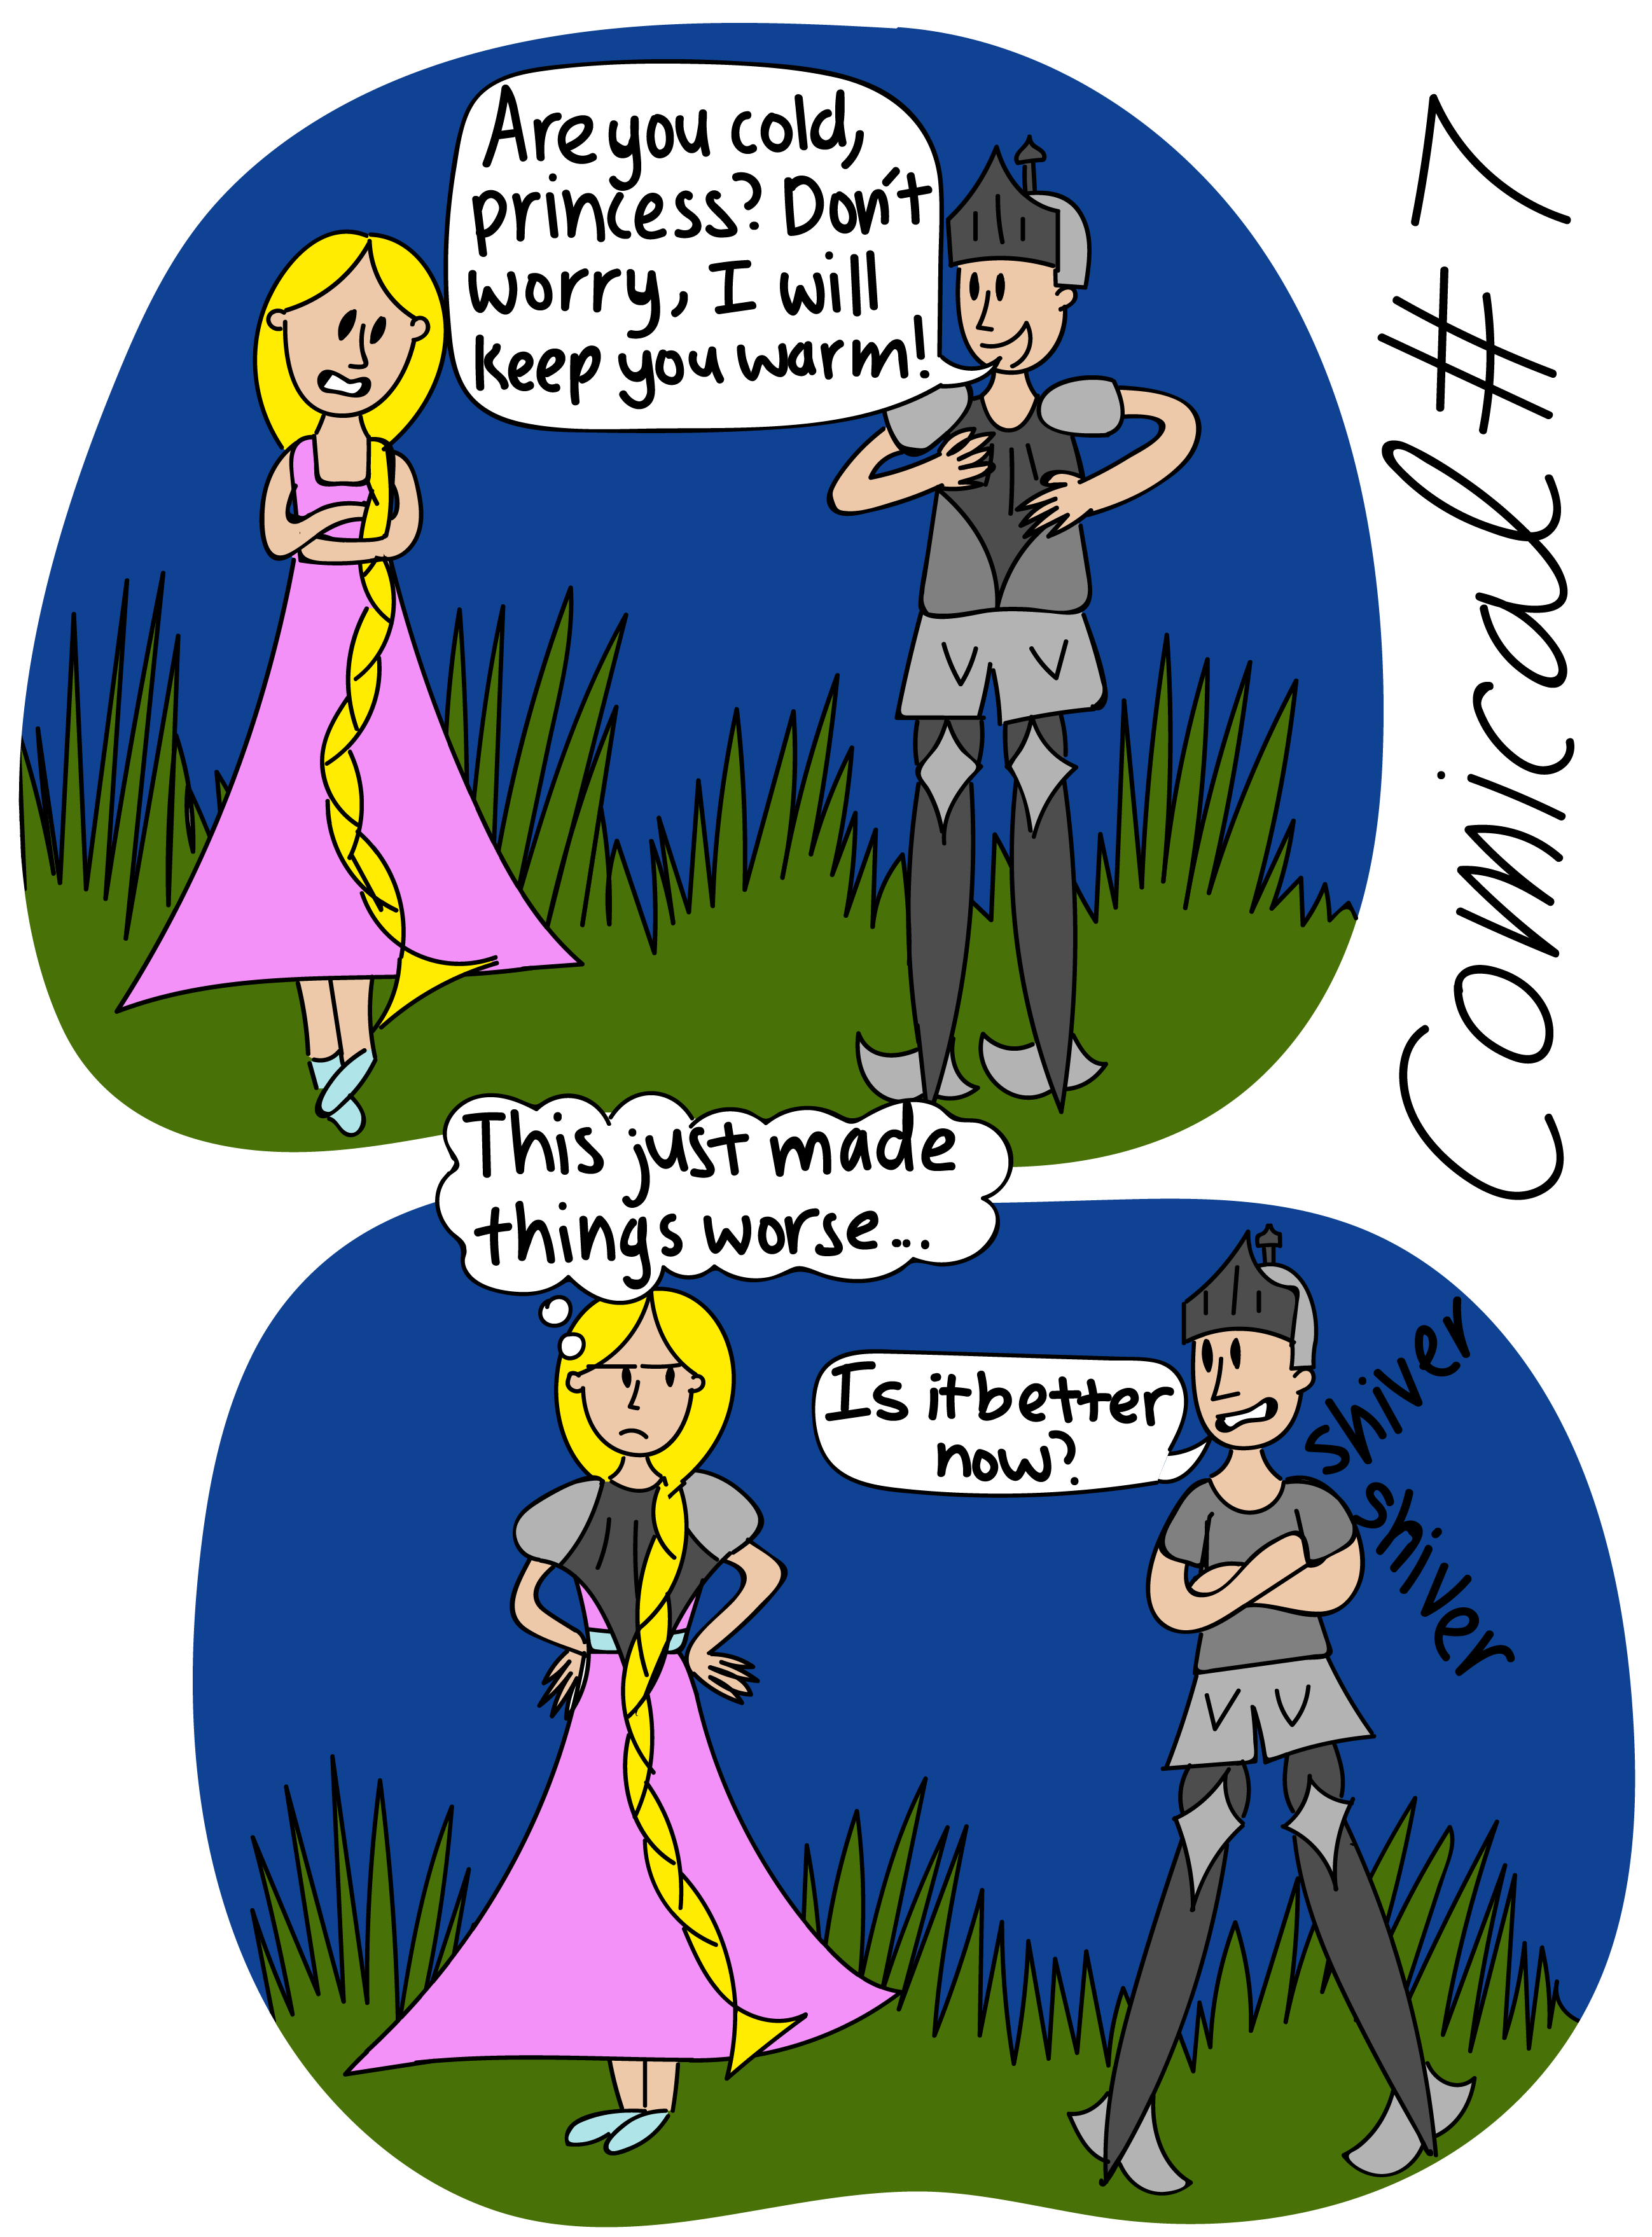 Are you cold,
princess? Don't
worry, I will
keep you warm!
Comical #7
This just made
things worse...
Is it better
now?
shiver
shiver